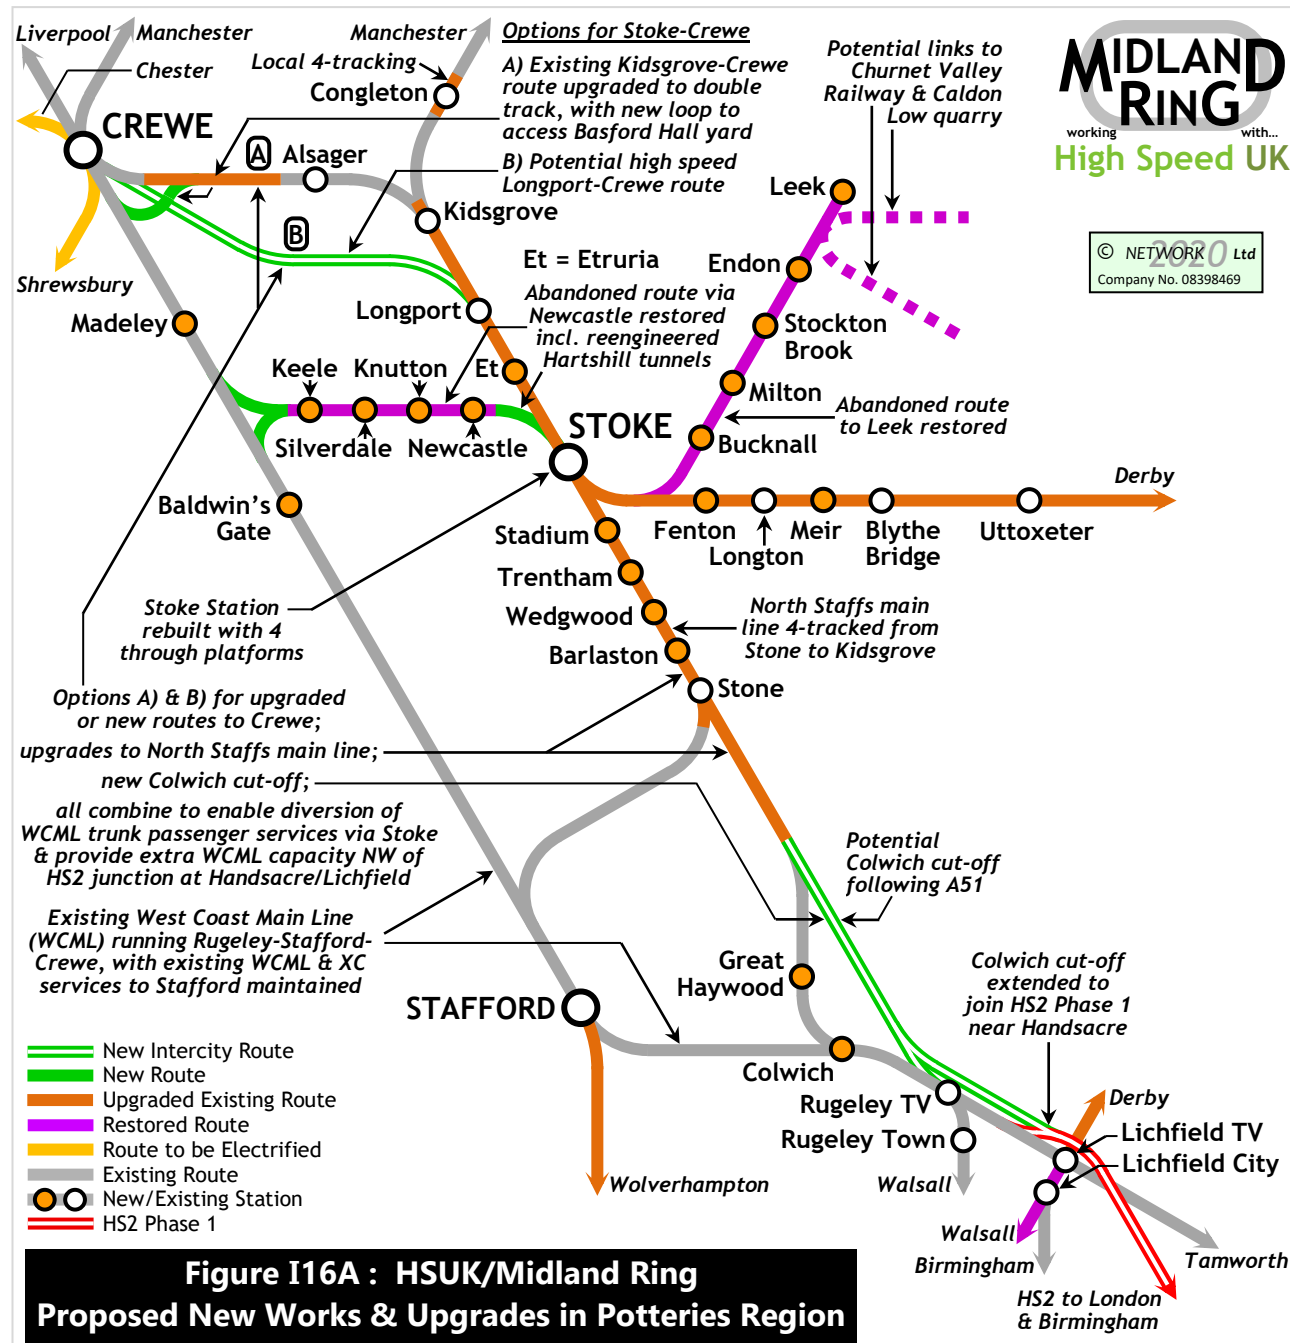 Liverpool
Manchester
Chester
CREWE
Shrewsbury
Manchester
Local 4-tracking
Congleton
Options for Stoke-Crewe
A) Existing Kidsgrove-Crewe
route upgraded to double
track, with new loop to
access Basford Hall yard
B) Potential high speed
Longport-Crewe route
A
Alsager
Kidsgrove
B
Potential links to
Churnet Valley
Railway & Caldon
Low quarry
MIDLAND
RING
working
with...
High Speed UK
© NETWORK 2020 Ltd
Company No. 08398469
Leek
Endon
Stockton
Brook
Milton
Bucknall
Abandoned route
to Leek restored
Et = Etruria
Abandoned route via
Newcastle restored
incl. reengineered
Hartshill tunnels
Longport
Et
Madeley
Keele
Knutton
Silverdale
Newcastle
STOKE
Baldwin's
Gate
Derby
Fenton
Longton
Meir
Blythe
Bridge
Uttoxeter
Stadium
Trentham
Wedgwood
Barlaston
Stone
Stoke Station
rebuilt with 4
through platforms
North Staffs main
line 4-tracked from
Stone to Kidsgrove
Options A) & B) for upgraded
or new routes to Crewe;
upgrades to North Staffs main line;
new Colwich cut-off;
all combine to enable diversion of
WCML trunk passenger services via Stoke
& provide extra WCML capacity NW of
HS2 junction at Handsacre/Lichfield
Existing West Coast Main Line
(WCML) running Rugeley-Stafford-
Crewe, with existing WCML & XC
services to Stafford maintained
Potential
Colwich cut-off
following A51
Great
Haywood
Colwich cut-off
extended to
join HS2 Phase 1
near Handsacre
STAFFORD
Colwich
Rugeley TV
Rugeley Town
Walsall
Wolverhampton
Derby
Lichfield TV
Lichfield City
Walsall
Birmingham
Tamworth
HS2 to London
& Birmingham
New Intercity Route
New Route
Upgraded Existing Route
Restored Route
Route to be Electrified
Existing Route
New/Existing Station
HS2 Phase 1
Figure I16A : HSUK/Midland Ring
Proposed New Works & Upgrades in Potteries Region